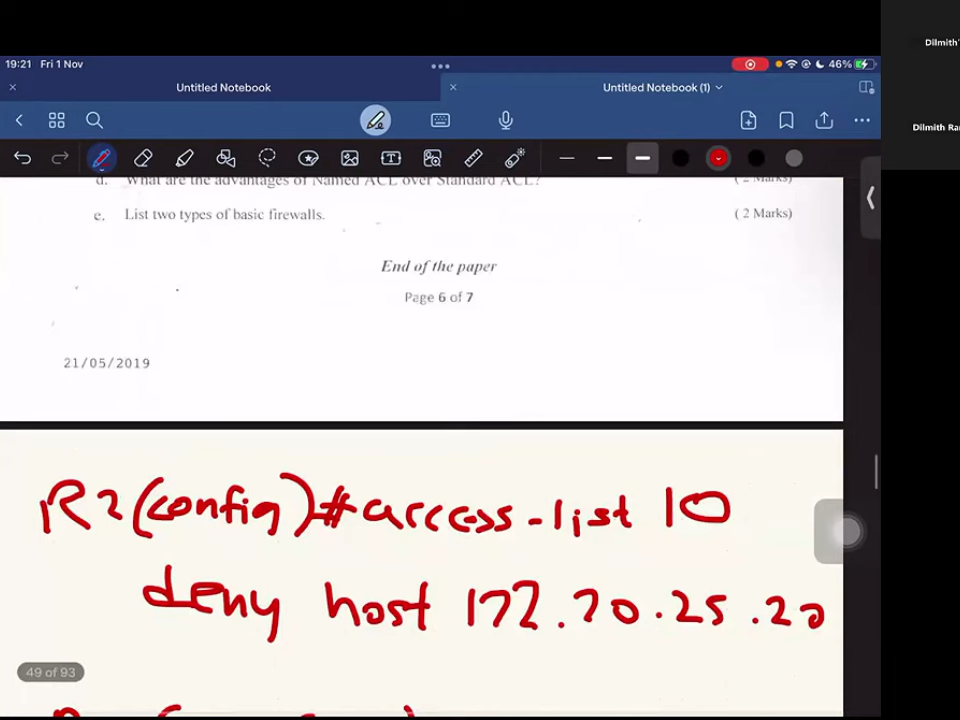 Dilmith'
19:21 Fri 1 Nov
46%
Untitled Notebook
Untitled Notebook (1)
Dilmith Ra
d. What are the advantages of Named ACL over Standard ACL? ( 2 Marks)
e. List two types of basic firewalls. ( 2 Marks)
End of the paper
Page 6 of 7
21/05/2019
R2(config)#access-list 10
deny host 172.20.25.20
49 of 93